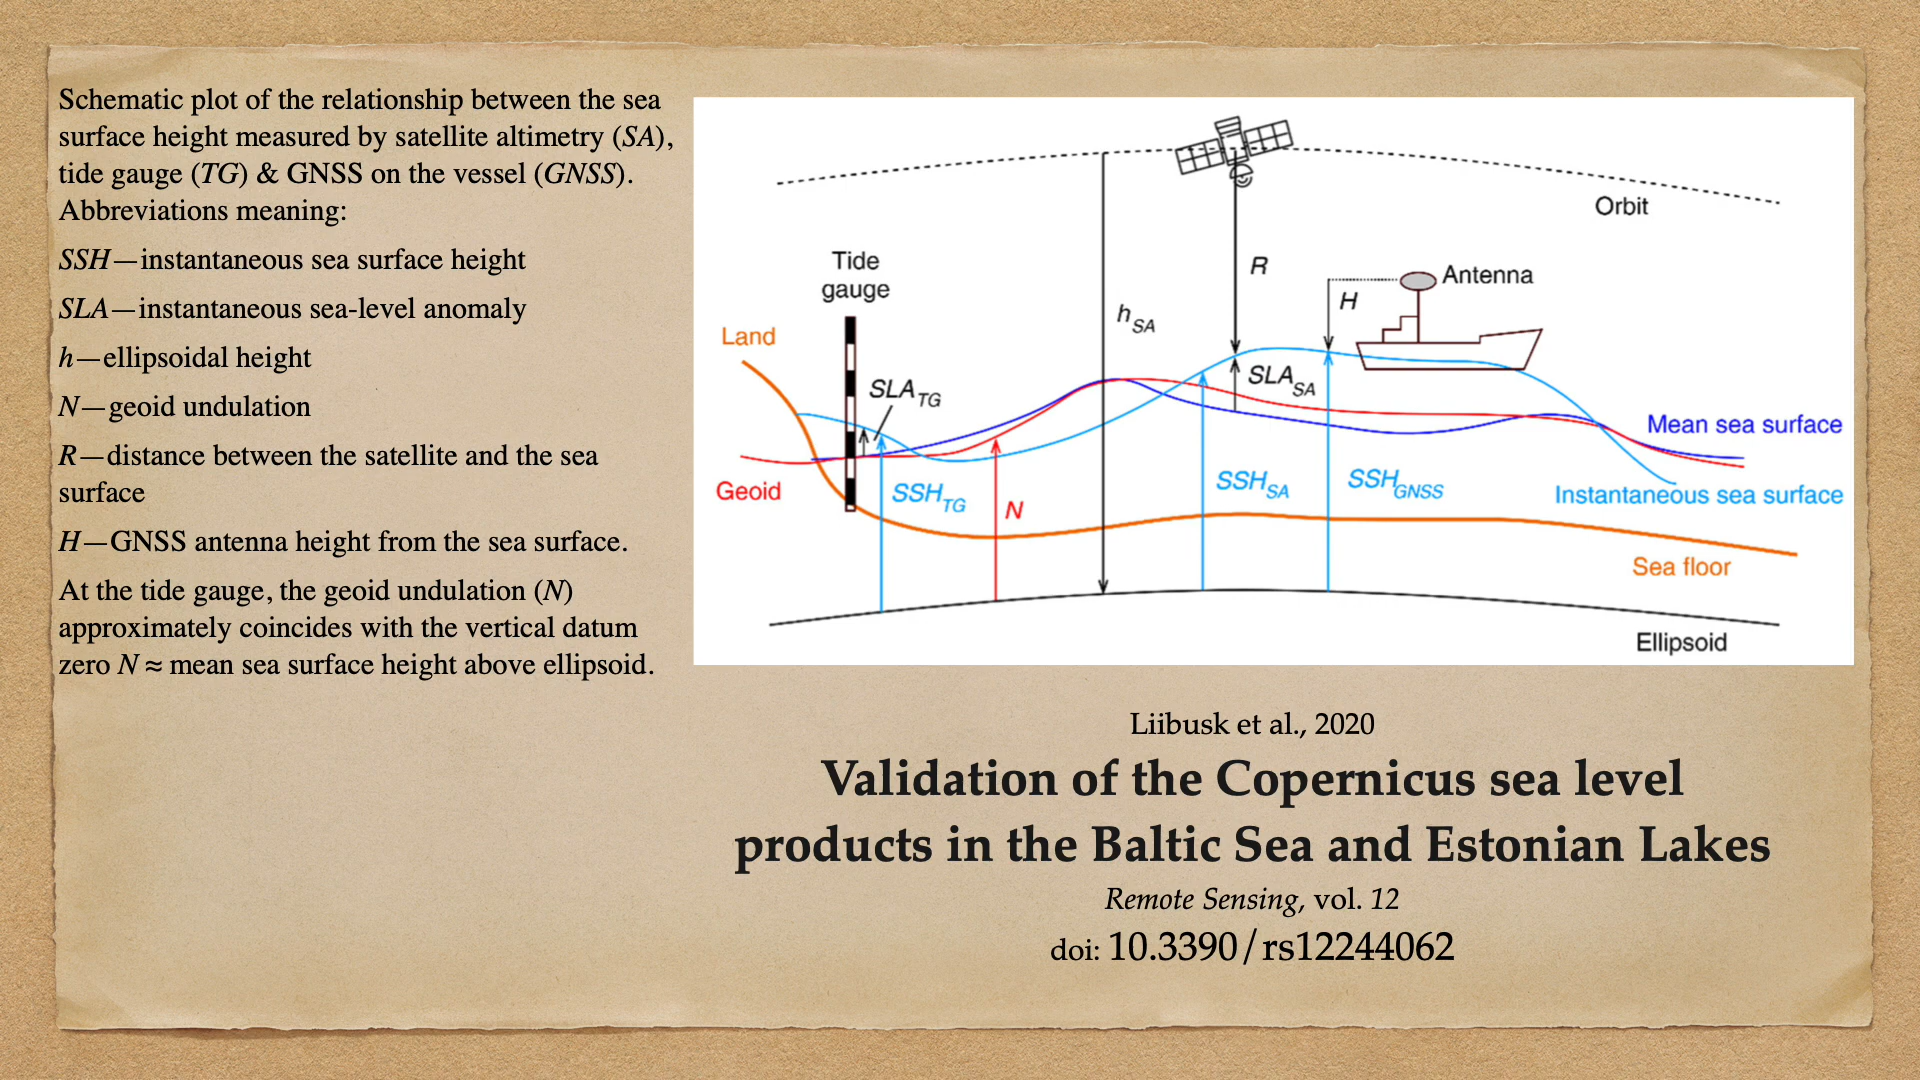 Schematic plot of the relationship between the sea
surface height measured by satellite altimetry (SA),
tide gauge (TG) & GNSS on the vessel (GNSS).
Abbreviations meaning:
SSH—instantaneous sea surface height
SLA—instantaneous sea-level anomaly
h—ellipsoidal height
N—geoid undulation
R—distance between the satellite and the sea
surface
H—GNSS antenna height from the sea surface.
At the tide gauge, the geoid undulation (N)
approximately coincides with the vertical datum
zero N ≈ mean sea surface height above ellipsoid.
Orbit
Tide
gauge
R
Antenna
H
hSA
Land
SLATG
SLASA
Mean sea surface
Geoid
SSHTG
N
SSHSA
SSHGNSS
Instantaneous sea surface
Sea floor
Ellipsoid
Liibusk et al., 2020
Validation of the Copernicus sea level
products in the Baltic Sea and Estonian Lakes
Remote Sensing, vol. 12
doi: 10.3390/rs12244062